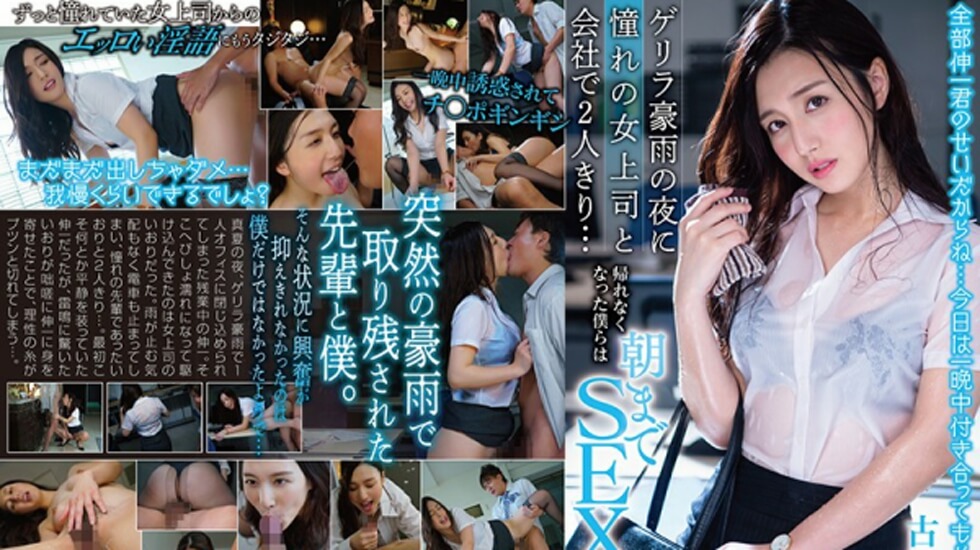 ずっと憧れていた女上司からの
エッロい淫語にもうタジタジ…
一晩中誘惑されて
チ○ポギンギン
まだまだ出しちゃダメ…
我慢くらいできるでしょ?
突然の豪雨で
取り残された
先輩と僕。
そんな状況に興奮が
抑えきれなかったのは
僕だけではなかったよ
真夏の夜、ゲリラ豪雨で一
人オフィスに閉じ込められ
てしまった残業中の伸一。そ
こへびしょ濡れになって駆
け込んできたのは女上司の
いおりだった。雨が止む気
配もなく電車も止まってし
まい、憧れの先輩であったい
おりと2人きり…。最初こ
そ何とか平静を装っていた
伸一だったが、雷鳴に驚いた
いおりが咄嗟に伸一に身を
寄せたことで、理性の糸が
プツンと切れてしまう…。
ゲリラ豪雨の夜に
憧れの女上司と
会社で2人きり…
帰れなく
なった僕らは
朝まで
SEX
全部伸一君のせいだからね…今日は一晩中付き合っても
古